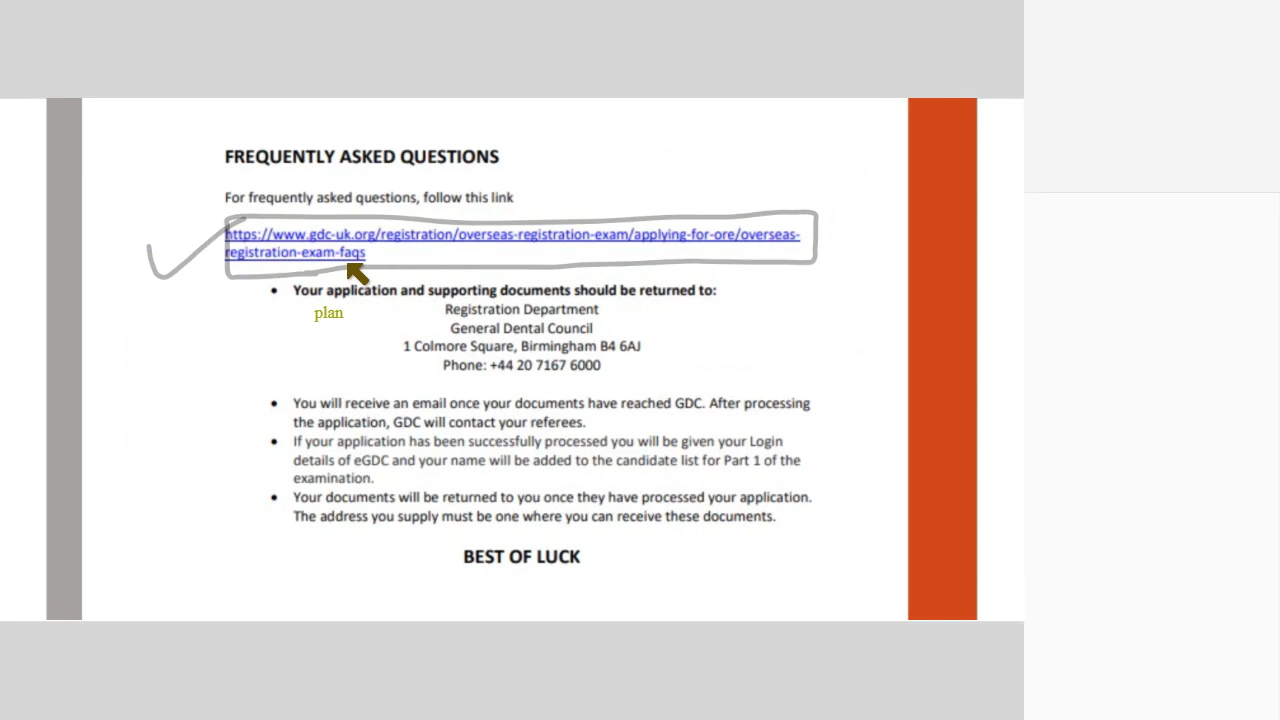 FREQUENTLY ASKED QUESTIONS
For frequently asked questions, follow this link
https://www.gdc-uk.org/registration/overseas-registration-exam/applying-for-ore/overseas-
registration-exam-faqs
• Your application and supporting documents should be returned to:
plan
Registration Department
General Dental Council
1 Colmore Square, Birmingham B4 6AJ
Phone: +44 20 7167 6000
• You will receive an email once your documents have reached GDC. After processing
the application, GDC will contact your referees.
• If your application has been successfully processed you will be given your Login
details of eGDC and your name will be added to the candidate list for Part 1 of the
examination.
• Your documents will be returned to you once they have processed your application.
The address you supply must be one where you can receive these documents.
BEST OF LUCK